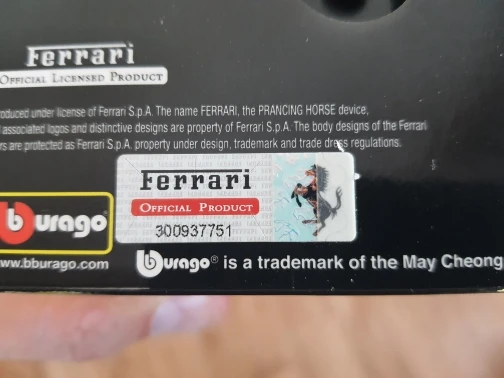 Ferrari
OFFICIAL LICENSED PRODUCT
oduced under license of Ferrari S.p.A. The name FERRARI, the PRANCING HORSE device,
associated logos and distinctive designs are property of Ferrari S.p.A. The body designs of the Ferrari
rs are protected as Ferrari S.p.A. property under design, trademark and trade dress regulations.
Ferrari
OFFICIAL PRODUCT
300937751
burago
www.bburago.com
burago® is a trademark of the May Cheong